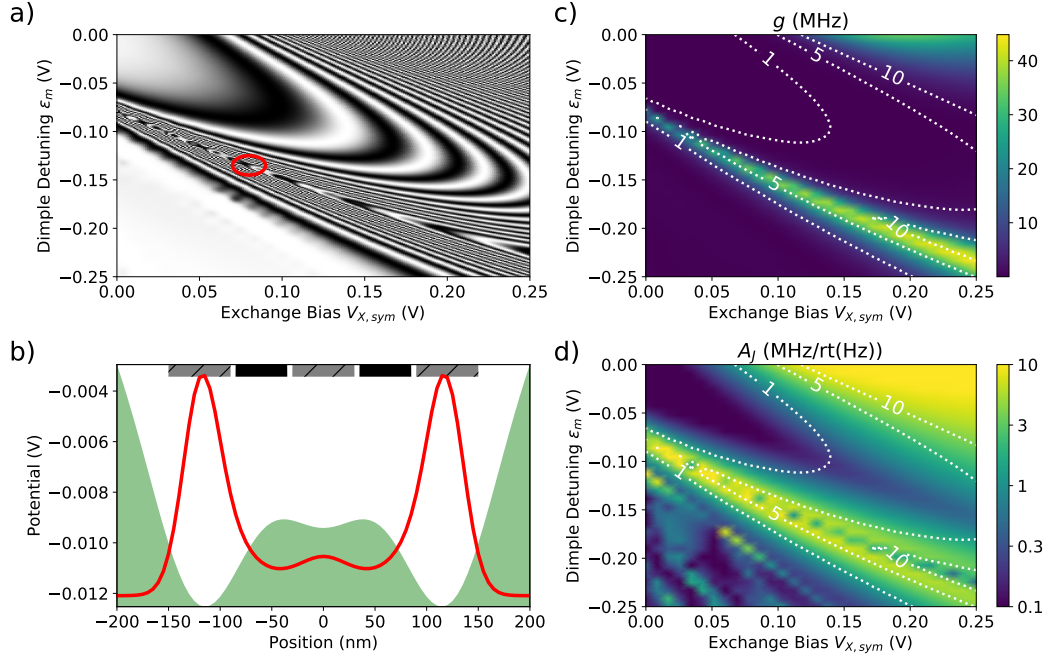 a)
0.00
−0.05
−0.10
−0.15
−0.20
−0.25
Dimple Detuning εm (V)
0.00 0.05 0.10 0.15 0.20 0.25
Exchange Bias VX, sym (V)
c)
g (MHz)
0.00
−0.05
−0.10
−0.15
−0.20
−0.25
Dimple Detuning εm (V)
1
5
10
1
5
10
0.00 0.05 0.10 0.15 0.20 0.25
Exchange Bias VX, sym (V)
40
30
20
10
b)
−0.004
−0.006
−0.008
−0.010
−0.012
Potential (V)
−200 −150 −100 −50 0 50 100 150 200
Position (nm)
d)
AJ (MHz/rt(Hz))
0.00
−0.05
−0.10
−0.15
−0.20
−0.25
Dimple Detuning εm (V)
1
5
10
1
5
10
0.00 0.05 0.10 0.15 0.20 0.25
Exchange Bias VX, sym (V)
10
3
1
0.3
0.1